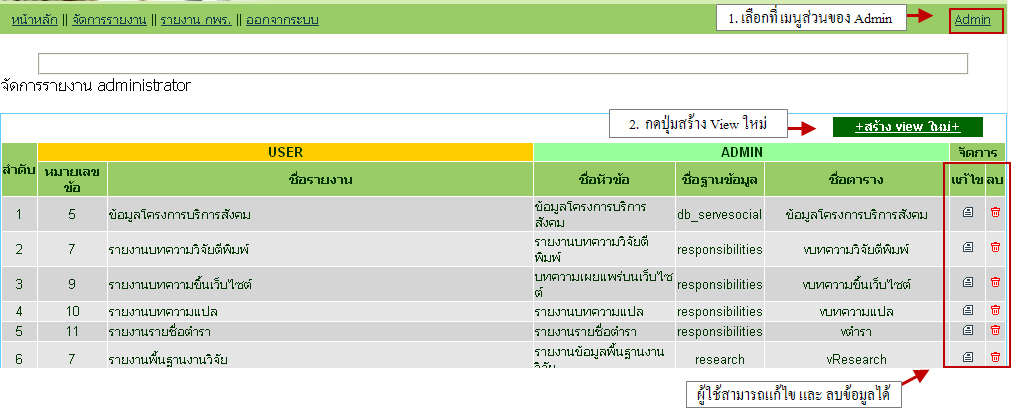 หน้าหลัก || จัดการรายงาน || รายงาน กพร. || ออกจากระบบ
1. เลือกที่ เมนูส่วนของ Admin
Admin
จัดการรายงาน administrator
2. กดปุ่มสร้าง View ใหม่
+สร้าง view ใหม่+
ลำดับ USER ADMIN จัดการ
หมายเลขข้อ ชื่อรายงาน ชื่อหัวข้อ ชื่อฐานข้อมูล ชื่อตาราง แก้ไข ลบ
1 5 ข้อมูลโครงการบริการสังคม ข้อมูลโครงการบริการสังคม db_servesocial ข้อมูลโครงการบริการสังคม
2 7 รายงานบทความวิจัยตีพิมพ์ รายงานบทความวิจัยตีพิมพ์ responsibilities vบทความวิจัยตีพิมพ์
3 9 รายงานบทความขึ้นเว็บไซต์ บทความเผยแพร่บนเว็บไซต์ responsibilities vบทความขึ้นเว็บไซต์
4 10 รายงานบทความแปล รายงานบทความแปล responsibilities vบทความแปล
5 11 รายงานรายชื่อตำรา รายงานรายชื่อตำรา responsibilities vตำรา
6 7 รายงานพื้นฐานงานวิจัย รายงานข้อมูลพื้นฐานงานวิจัย research vResearch
ผู้ใช้สามารถแก้ไข และ ลบข้อมูลได้